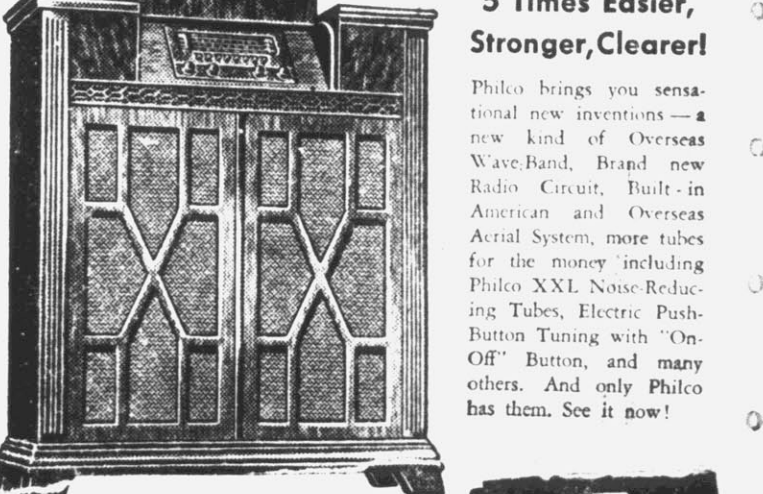 5 Times Easier,
Stronger, Clearer!
Philco brings you sensa-
tional new inventions — a
new kind of Overseas
Wave-Band, Brand new
Radio Circuit, Built-in
American and Overseas
Aerial System, more tubes
for the money including
Philco XXL Noise-Reduc-
ing Tubes, Electric Push-
Button Tuning with "On-
Off" Button, and many
others. And only Philco
has them. See it now!